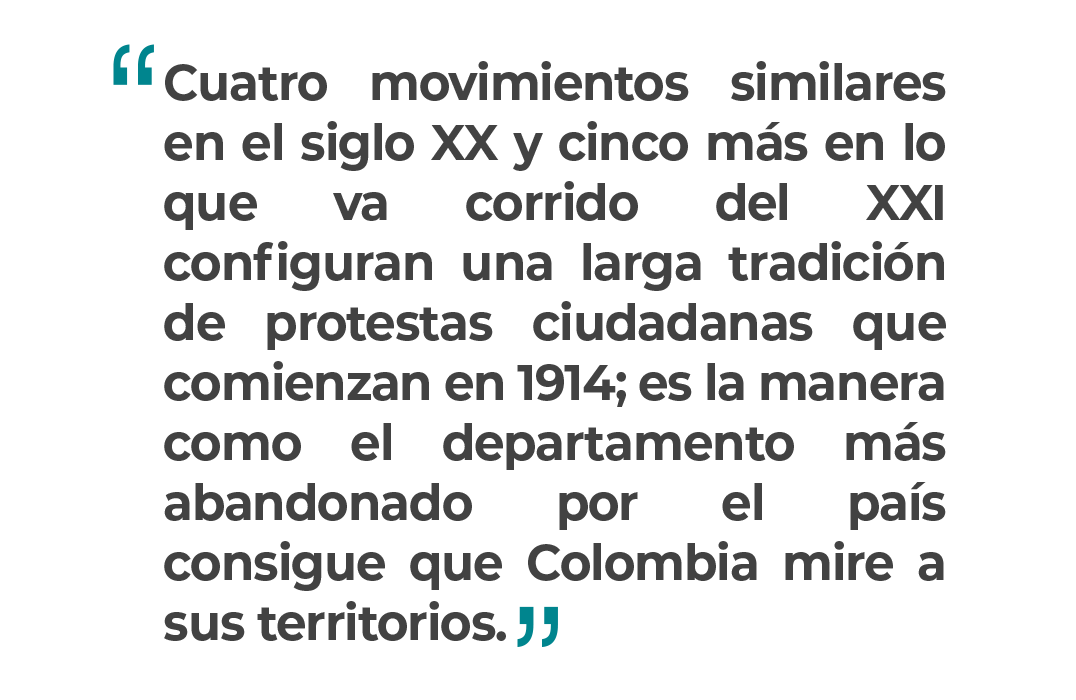 “Cuatro movimientos similares
en el siglo XX y cinco más en lo
que va corrido del XXI
configuran una larga tradición
de protestas ciudadanas que
comienzan en 1914; es la manera
como el departamento más
abandonado por el país
consigue que Colombia mire a
sus territorios.”